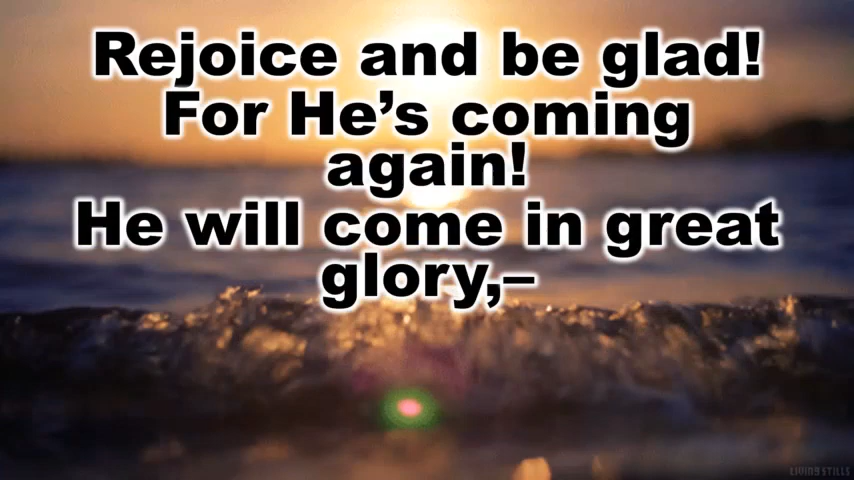 Rejoice and be glad!
For He’s coming
again!
He will come in great
glory,–
LIVING STILLS